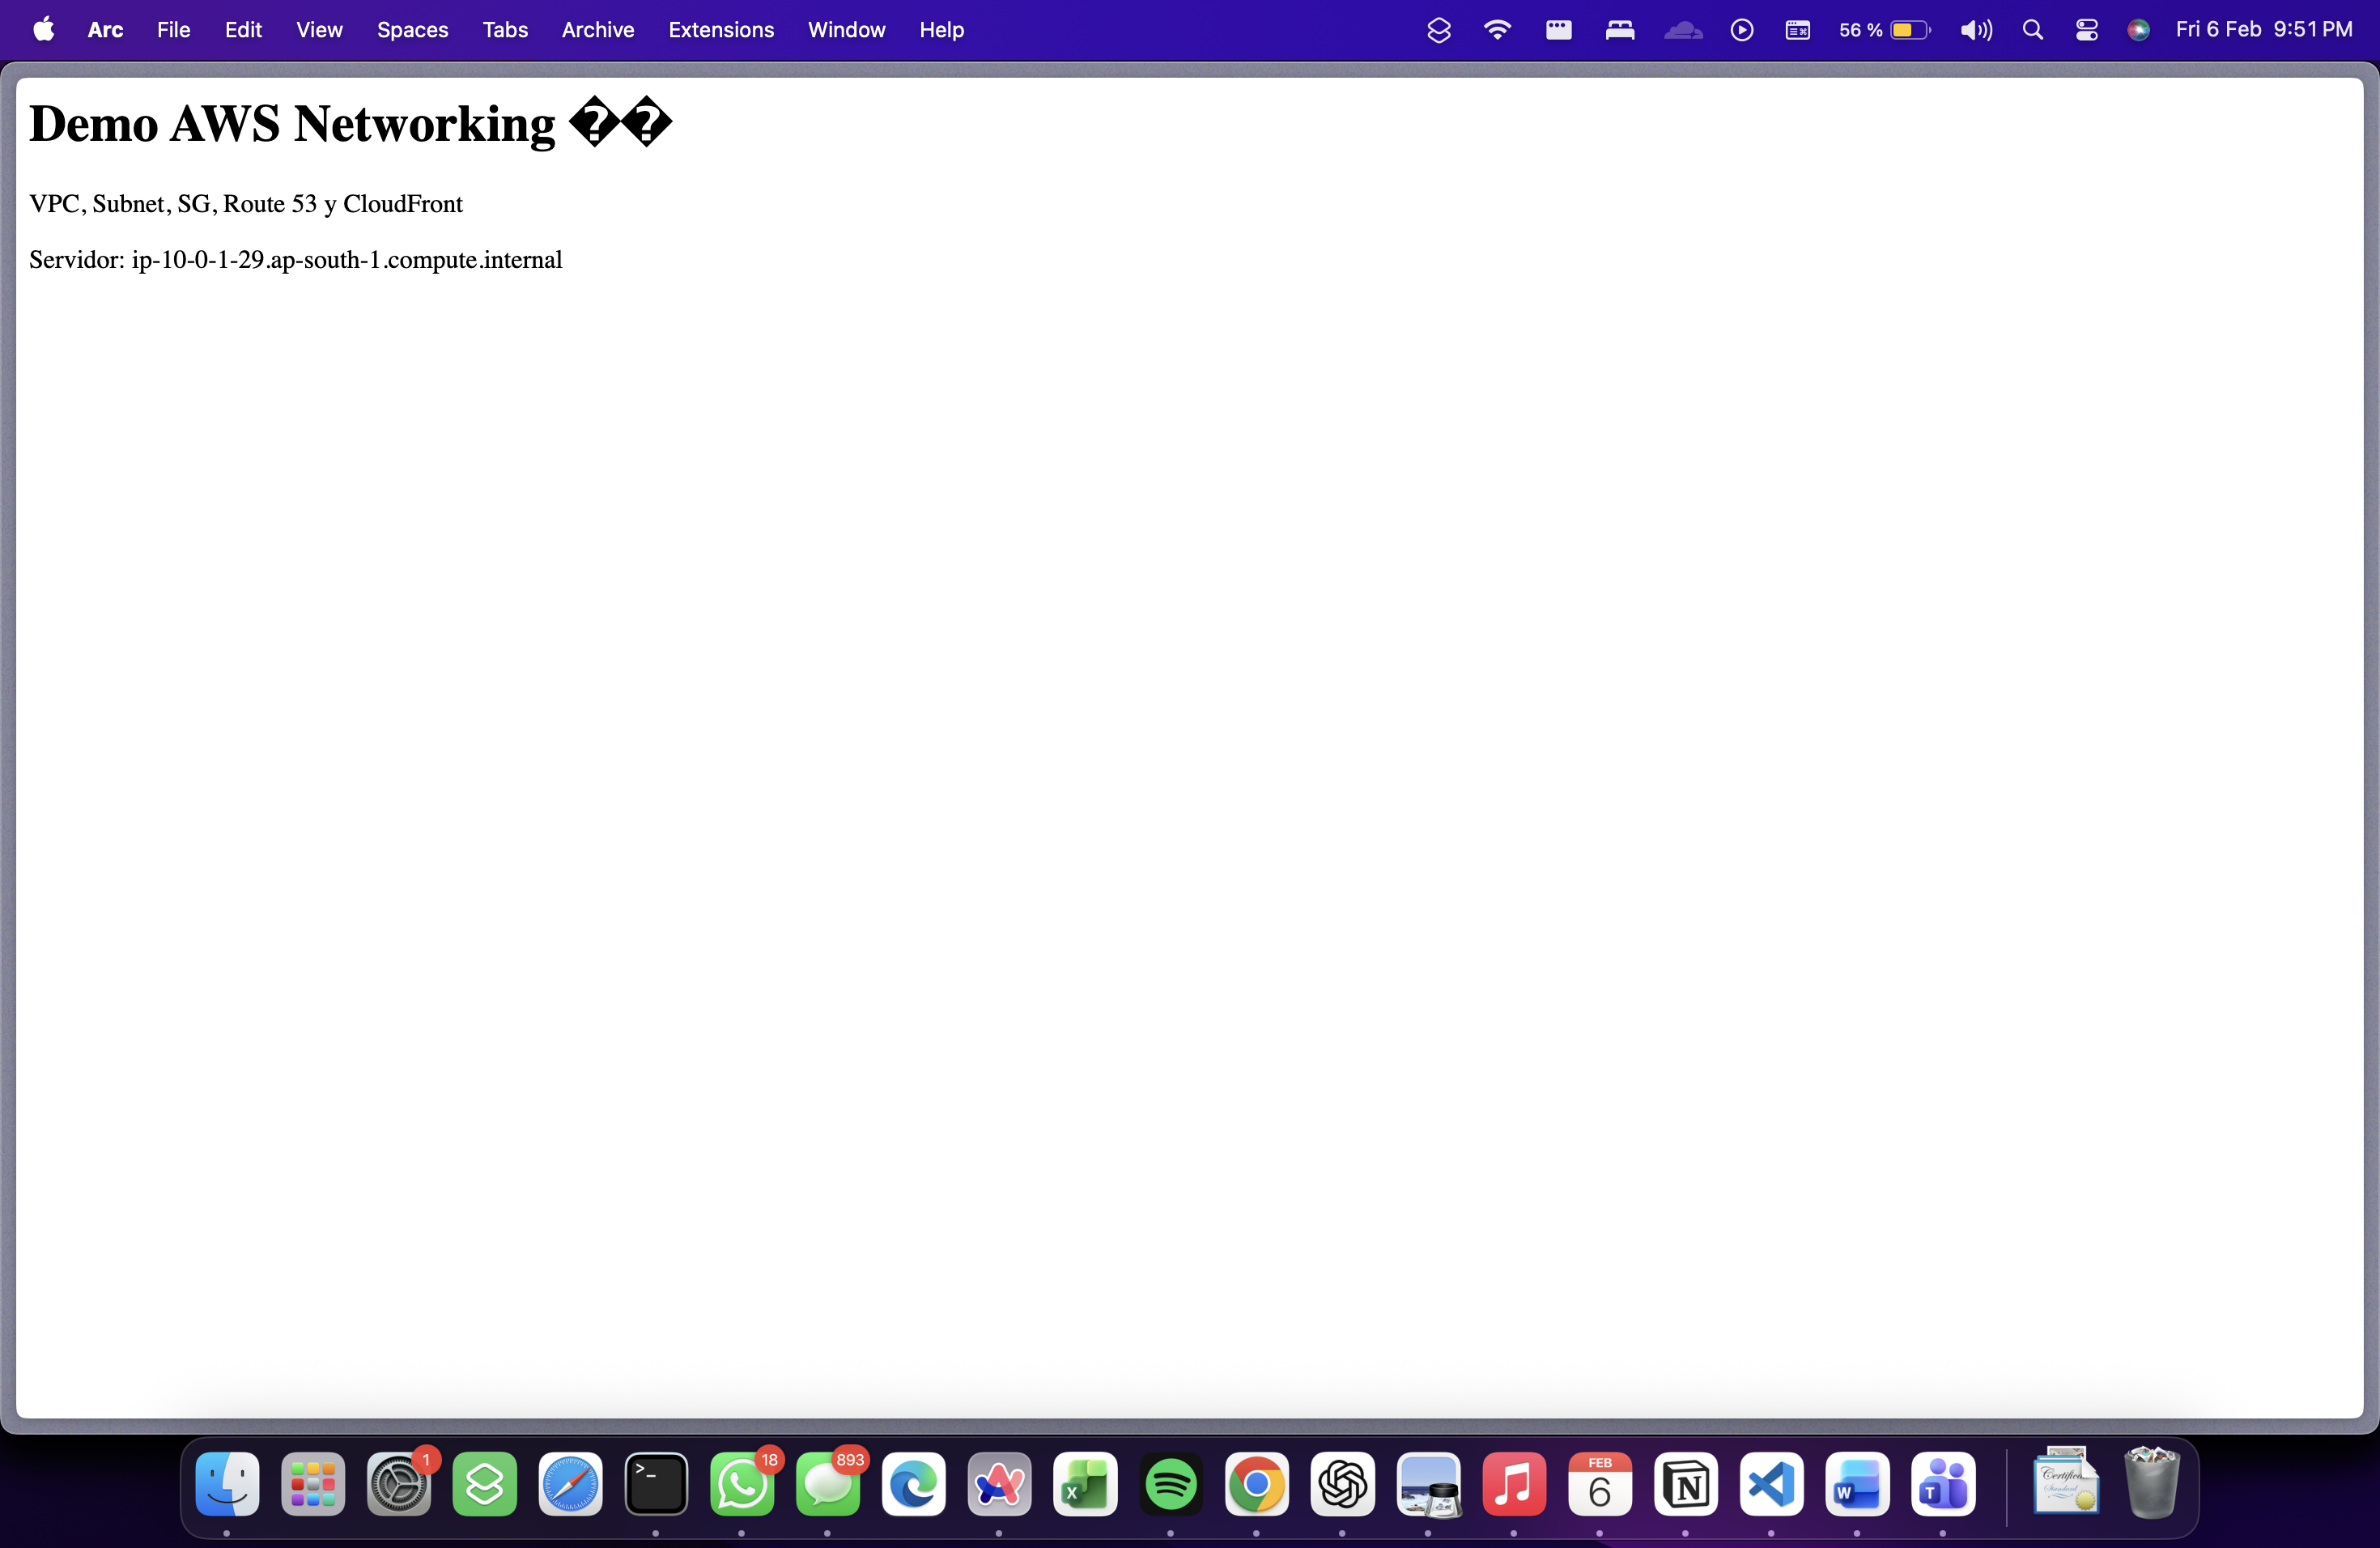 Arc File Edit View Spaces Tabs Archive Extensions Window Help 56 % Fri 6 Feb 9:51 PM
Demo AWS Networking ��
VPC, Subnet, SG, Route 53 y CloudFront
Servidor: ip-10-0-1-29.ap-south-1.compute.internal
1 18 893 FEB
X 6 N W T
Certificate
Standard